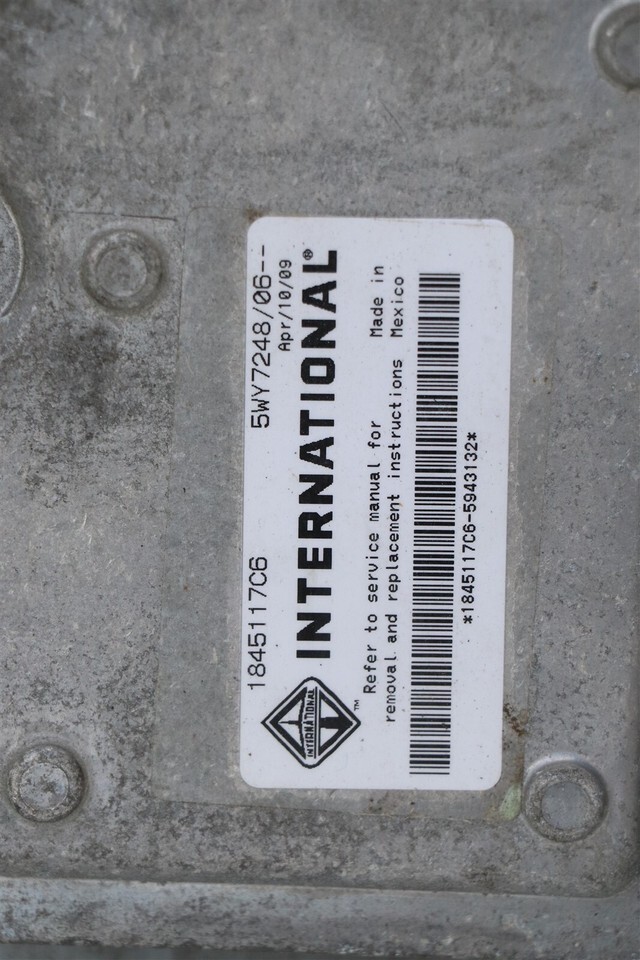 1845117C6 5WY7248/06--
Apr/10/09
INTERNATIONAL®
INTERNATIONAL
™
Refer to service manual for Made in
removal and replacement instructions Mexico
*1845117C6-5943132*